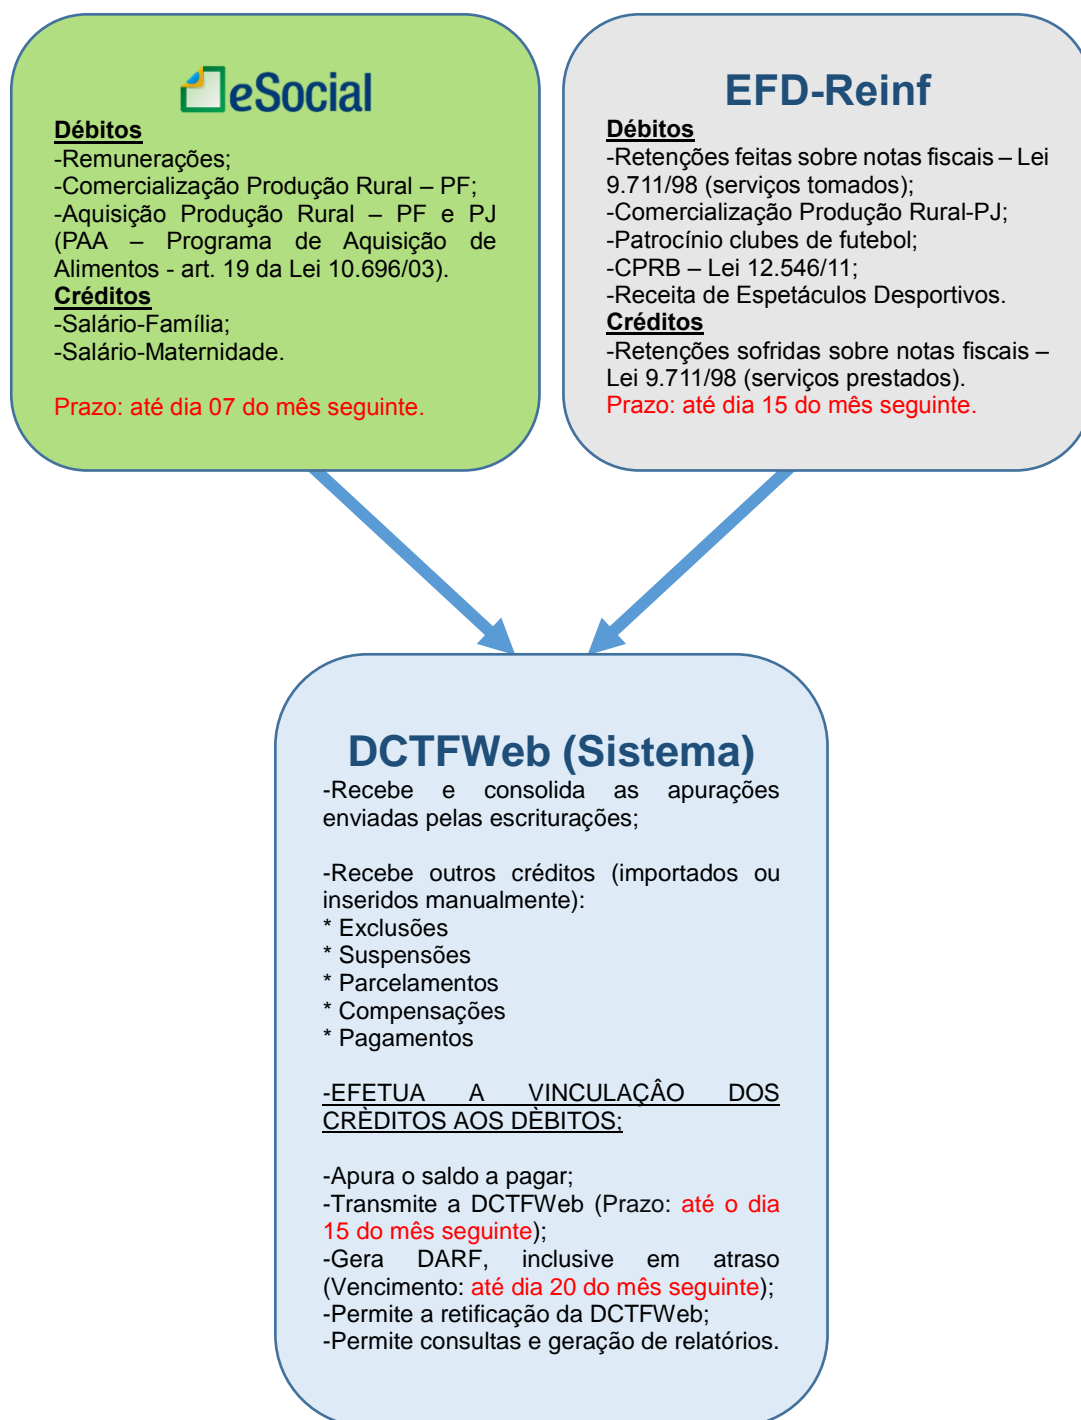 eSocial
Débitos
-Remunerações;
-Comercialização Produção Rural – PF;
-Aquisição Produção Rural – PF e PJ
(PAA – Programa de Aquisição de
Alimentos - art. 19 da Lei 10.696/03).
Créditos
-Salário-Família;
-Salário-Maternidade.
Prazo: até dia 07 do mês seguinte.
EFD-Reinf
Débitos
-Retenções feitas sobre notas fiscais – Lei
9.711/98 (serviços tomados);
-Comercialização Produção Rural-PJ;
-Patrocínio clubes de futebol;
-CPRB – Lei 12.546/11;
-Receita de Espetáculos Desportivos.
Créditos
-Retenções sofridas sobre notas fiscais –
Lei 9.711/98 (serviços prestados).
Prazo: até dia 15 do mês seguinte.
DCTFWeb (Sistema)
-Recebe e consolida as apurações
enviadas pelas escriturações;
-Recebe outros créditos (importados ou
inseridos manualmente):
* Exclusões
* Suspensões
* Parcelamentos
* Compensações
* Pagamentos
-EFETUA A VINCULAÇÂO DOS
CRÈDITOS AOS DÈBITOS;
-Apura o saldo a pagar;
-Transmite a DCTFWeb (Prazo: até o dia
15 do mês seguinte);
-Gera DARF, inclusive em atraso
(Vencimento: até dia 20 do mês seguinte);
-Permite a retificação da DCTFWeb;
-Permite consultas e geração de relatórios.